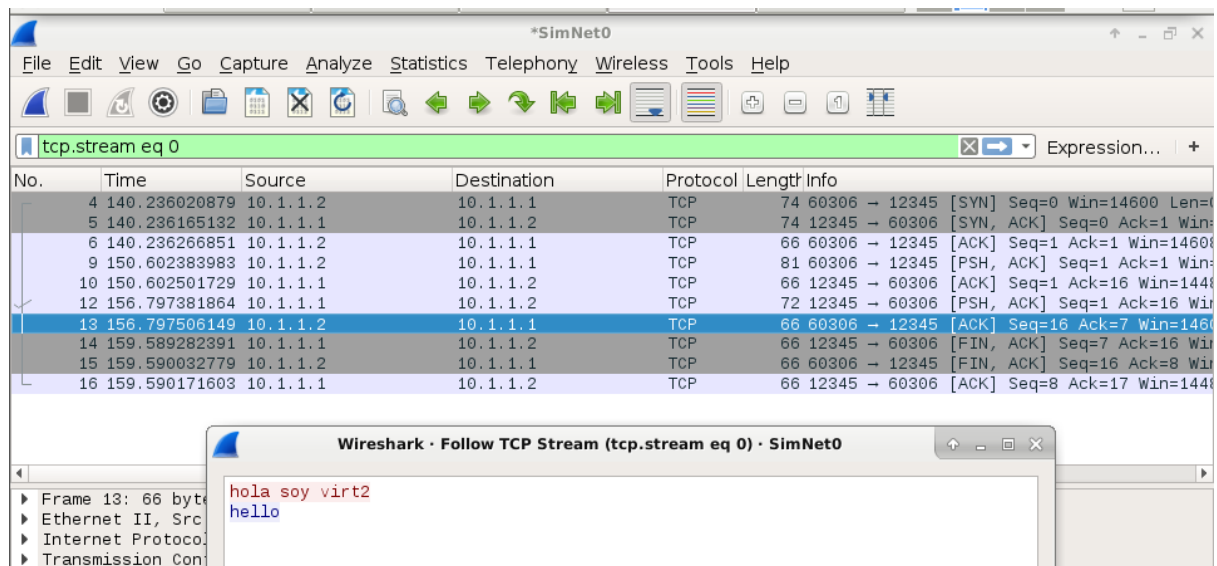 *SimNet0
File Edit View Go Capture Analyze Statistics Telephony Wireless Tools Help
tcp.stream eq 0 Expression... +
No. Time Source Destination Protocol Length Info
4 140.236020879 10.1.1.2 10.1.1.1 TCP 74 60306 → 12345 [SYN] Seq=0 Win=14600 Len=0
5 140.236165132 10.1.1.1 10.1.1.2 TCP 74 12345 → 60306 [SYN, ACK] Seq=0 Ack=1 Win=
6 140.236266851 10.1.1.2 10.1.1.1 TCP 66 60306 → 12345 [ACK] Seq=1 Ack=1 Win=14608
9 150.602383983 10.1.1.2 10.1.1.1 TCP 81 60306 → 12345 [PSH, ACK] Seq=1 Ack=1 Win=
10 150.602501729 10.1.1.1 10.1.1.2 TCP 66 12345 → 60306 [ACK] Seq=1 Ack=16 Win=1448
12 156.797381864 10.1.1.1 10.1.1.2 TCP 72 12345 → 60306 [PSH, ACK] Seq=1 Ack=16 Win
13 156.797506149 10.1.1.2 10.1.1.1 TCP 66 60306 → 12345 [ACK] Seq=16 Ack=7 Win=1460
14 159.589282391 10.1.1.1 10.1.1.2 TCP 66 12345 → 60306 [FIN, ACK] Seq=7 Ack=16 Win
15 159.590032779 10.1.1.2 10.1.1.1 TCP 66 60306 → 12345 [FIN, ACK] Seq=16 Ack=8 Win
16 159.590171603 10.1.1.1 10.1.1.2 TCP 66 12345 → 60306 [ACK] Seq=8 Ack=17 Win=1448
Wireshark · Follow TCP Stream (tcp.stream eq 0) · SimNet0
hola soy virt2
hello
Frame 13: 66 byte
Ethernet II, Src
Internet Protocol
Transmission Con